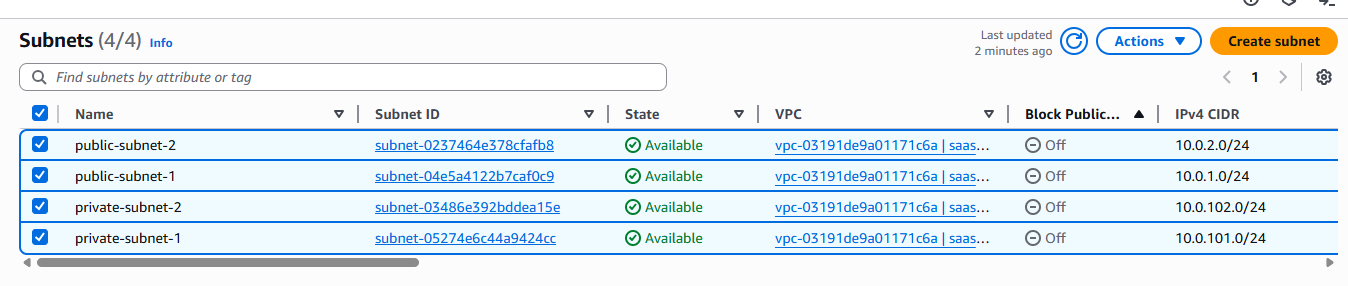 Subnets (4/4) Info
Last updated
2 minutes ago
Actions
Create subnet
Find subnets by attribute or tag
1
Name Subnet ID State VPC Block Public... IPv4 CIDR
public-subnet-2 subnet-0237464e378cfafb8 Available vpc-03191de9a01171c6a | saas... Off 10.0.2.0/24
public-subnet-1 subnet-04e5a4122b7caf0c9 Available vpc-03191de9a01171c6a | saas... Off 10.0.1.0/24
private-subnet-2 subnet-03486e392bddea15e Available vpc-03191de9a01171c6a | saas... Off 10.0.102.0/24
private-subnet-1 subnet-05274e6c44a9424cc Available vpc-03191de9a01171c6a | saas... Off 10.0.101.0/24